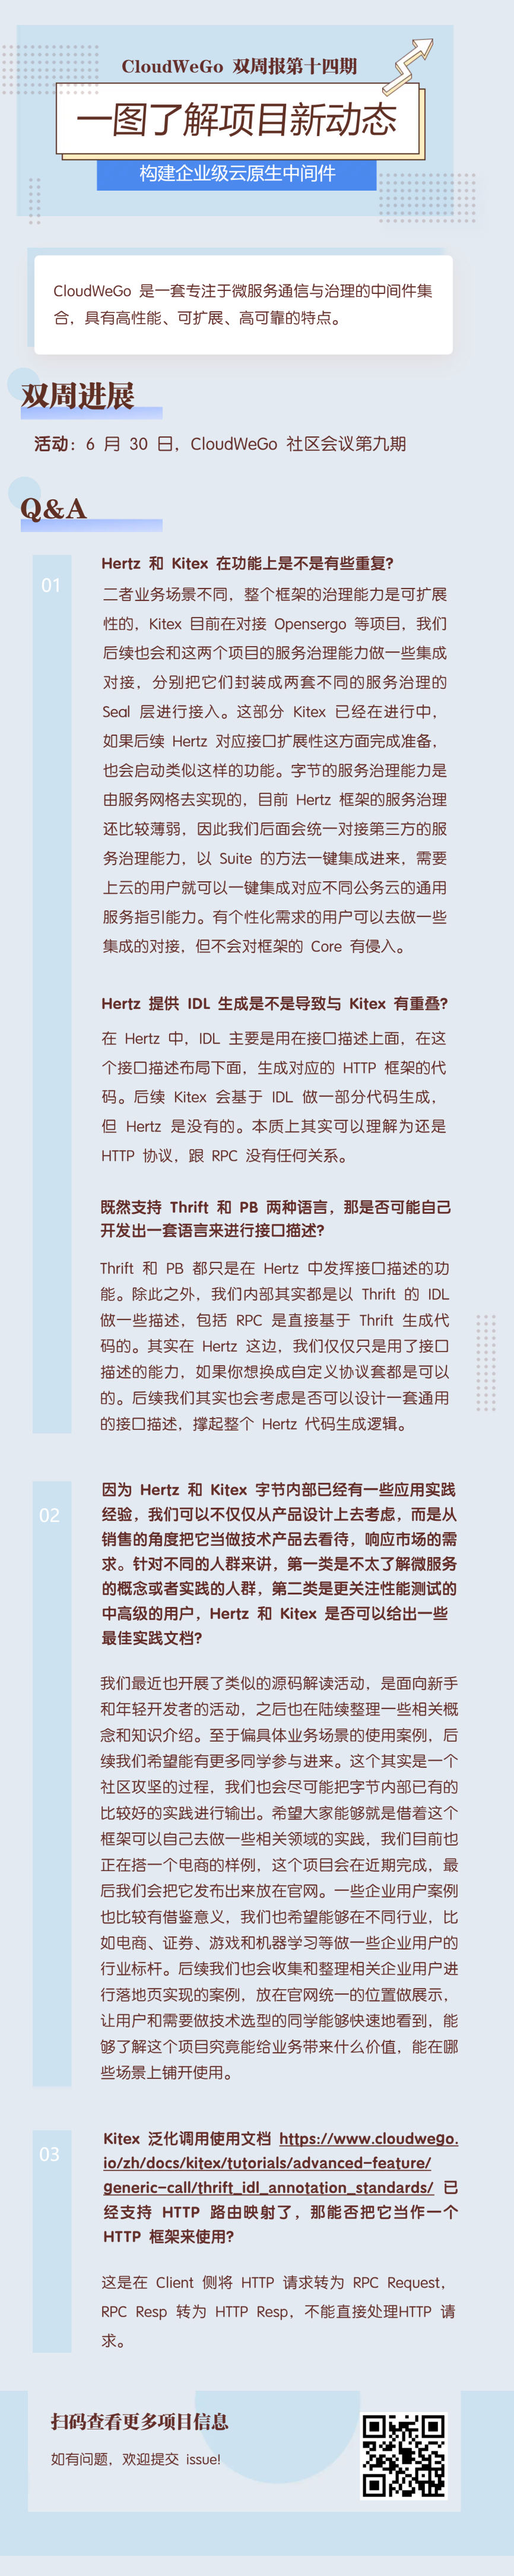 CloudWeGo 双周报第十四期
一图了解项目新动态
构建企业级云原生中间件
CloudWeGo 是一套专注于微服务通信与治理的中间件集
合，具有高性能、可扩展、高可靠的特点。
双周进展
活动：6 月 30 日，CloudWeGo 社区会议第九期
Q&A
01
Hertz 和 Kitex 在功能上是不是有些重复?
二者业务场景不同，整个框架的治理能力是可扩展
性的，Kitex 目前在对接 Opensergo 等项目，我们
后续也会和这两个项目的服务治理能力做一些集成
对接，分别把它们封装成两套不同的服务治理的
Seal 层进行接入。这部分 Kitex 已经在进行中，
如果后续 Hertz 对应接口扩展性这方面完成准备，
也会启动类似这样的功能。字节的服务治理能力是
由服务网格去实现的，目前 Hertz 框架的服务治理
还比较薄弱，因此我们后面会统一对接第三方的服
务治理能力，以 Suite 的方法一键集成进来，需要
上云的用户就可以一键集成对应不同公务云的通用
服务指引能力。有个性化需求的用户可以去做一些
集成的对接，但不会对框架的 Core 有侵入。
Hertz 提供 IDL 生成是不是导致与 Kitex 有重叠?
在 Hertz 中，IDL 主要是用在接口描述上面，在这
个接口描述布局下面，生成对应的 HTTP 框架的代
码。后续 Kitex 会基于 IDL 做一部分代码生成，
但 Hertz 是没有的。本质上其实可以理解为还是
HTTP 协议，跟 RPC 没有任何关系。
既然支持 Thrift 和 PB 两种语言，那是否可能自己
开发出一套语言来进行接口描述?
Thrift 和 PB 都只是在 Hertz 中发挥接口描述的功
能。除此之外，我们内部其实都是以 Thrift 的 IDL
做一些描述，包括 RPC 是直接基于 Thrift 生成代
码的。其实在 Hertz 这边，我们仅仅只是用了接口
描述的能力，如果你想换成自定义协议套都是可以
的。后续我们其实也会考虑是否可以设计一套通用
的接口描述，撑起整个 Hertz 代码生成逻辑。
02
因为 Hertz 和 Kitex 字节内部已经有一些应用实践
经验，我们可以不仅仅从产品设计上去考虑，而是从
销售的角度把它当做技术产品去看待，响应市场的需
求。针对不同的人群来讲，第一类是不太了解微服务
的概念或者实践的人群，第二类是更关注性能测试的
中高级的用户，Hertz 和 Kitex 是否可以给出一些
最佳实践文档?
我们最近也开展了类似的源码解读活动，是面向新手
和年轻开发者的活动，之后也在陆续整理一些相关概
念和知识介绍。至于偏具体业务场景的使用案例，后
续我们希望能有更多同学参与进来。这个其实是一个
社区攻坚的过程，我们也会尽可能把字节内部已有的
比较好的实践进行输出。希望大家能够就是借着这个
框架可以自己去做一些相关领域的实践，我们目前也
正在搭一个电商的样例，这个项目会在近期完成，最
后我们会把它发布出来放在官网。一些企业用户案例
也比较有借鉴意义，我们也希望能够在不同行业，比
如电商、证券、游戏和机器学习等做一些企业用户的
行业标杆。后续我们也会收集和整理相关企业用户进
行落地页实现的案例，放在官网统一的位置做展示，
让用户和需要做技术选型的同学能够快速地看到，能
够了解这个项目究竟能给业务带来什么价值，能在哪
些场景上铺开使用。
03
Kitex 泛化调用使用文档 https://www.cloudwego.
io/zh/docs/kitex/tutorials/advanced-feature/
generic-call/thrift_idl_annotation_standards/ 已
经支持 HTTP 路由映射了，那能否把它当作一个
HTTP 框架来使用?
这是在 Client 侧将 HTTP 请求转为 RPC Request，
RPC Resp 转为 HTTP Resp，不能直接处理HTTP 请
求。
扫码查看更多项目信息
如有问题，欢迎提交 issue!